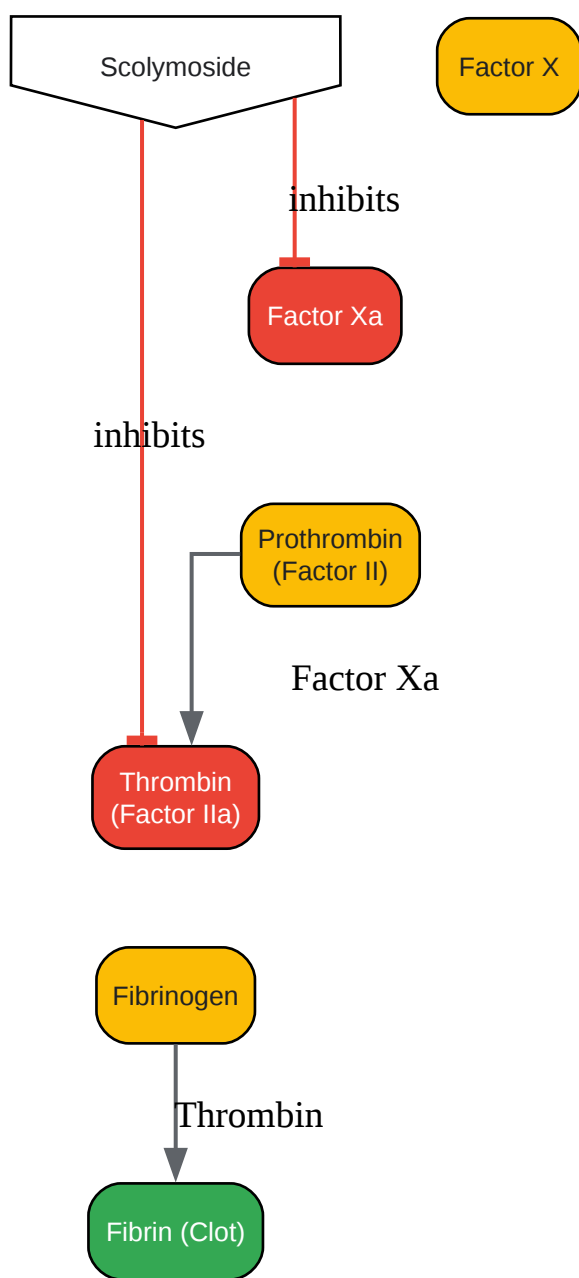 Scolymoside
Factor X
inhibits
Factor Xa
inhibits
Prothrombin
(Factor II)
Factor Xa
Thrombin
(Factor IIa)
Fibrinogen
Thrombin
Fibrin (Clot)